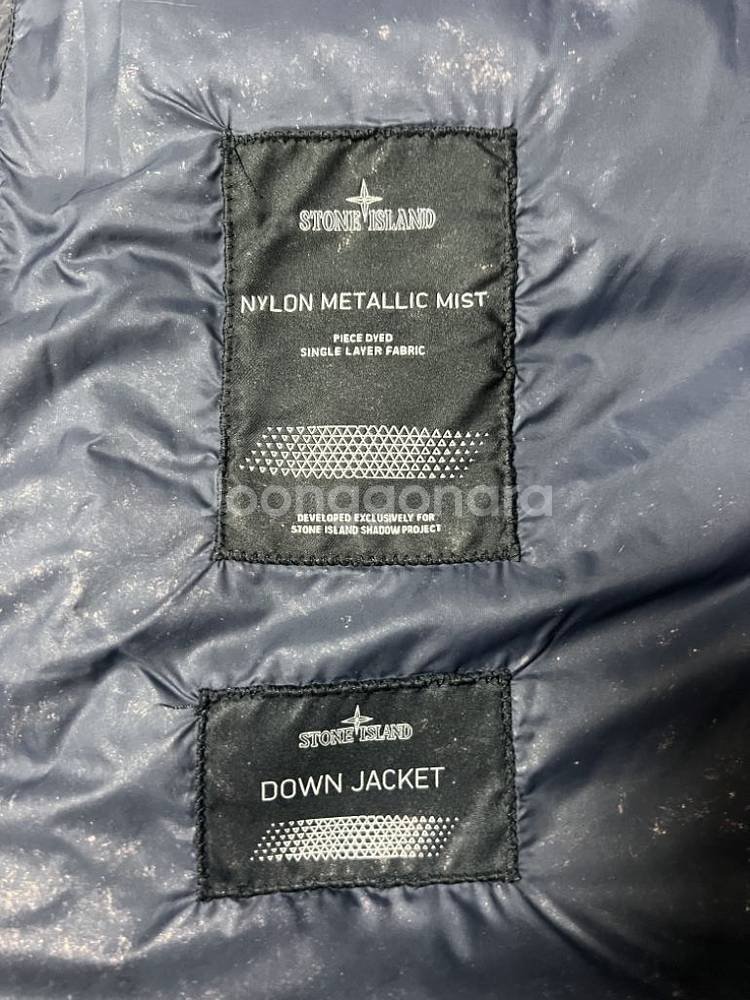 STONE ISLAND
NYLON METALLIC MIST
PIECE DYED
SINGLE LAYER FABRIC
joonggonara
DEVELOPED EXCLUSIVELY FOR
STONE ISLAND SHADOW PROJECT
STONE ISLAND
DOWN JACKET